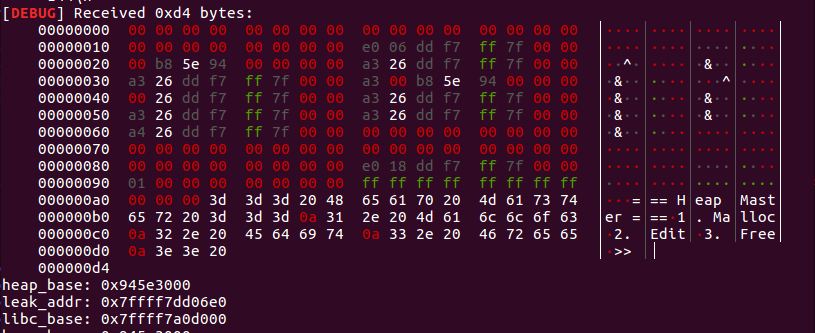 [DEBUG] Received 0xd4 bytes:
00000000 00 00 00 00 00 00 00 00 00 00 00 00 00 00 00 00 │····│····│····│····│
00000010 00 00 00 00 00 00 00 00 e0 06 dd f7 ff 7f 00 00 │····│····│····│····│
00000020 00 b8 5e 94 00 00 00 00 a3 26 dd f7 ff 7f 00 00 │··^·│····│·&··│····│
00000030 a3 26 dd f7 ff 7f 00 00 a3 00 b8 5e 94 00 00 00 │·&··│····│···^│····│
00000040 00 26 dd f7 ff 7f 00 00 a3 26 dd f7 ff 7f 00 00 │·&··│····│·&··│····│
00000050 a3 26 dd f7 ff 7f 00 00 a3 26 dd f7 ff 7f 00 00 │·&··│····│·&··│····│
00000060 a4 26 dd f7 ff 7f 00 00 00 00 00 00 00 00 00 00 │·&··│····│····│····│
00000070 00 00 00 00 00 00 00 00 00 00 00 00 00 00 00 00 │····│····│····│····│
00000080 00 00 00 00 00 00 00 00 e0 18 dd f7 ff 7f 00 00 │····│····│····│····│
00000090 01 00 00 00 00 00 00 00 ff ff ff ff ff ff ff ff │····│····│····│····│
000000a0 00 00 00 3d 3d 3d 20 48 65 61 70 20 4d 61 73 74 │···=│== H│eap │Mast│
000000b0 65 72 20 3d 3d 3d 0a 31 2e 20 4d 61 6c 6c 6f 63 │er =│==·1│. Ma│lloc│
000000c0 0a 32 2e 20 45 64 69 74 0a 33 2e 20 46 72 65 65 │·2. │Edit│·3. │Free│
000000d0 0a 3e 3e 20 │·>> │
000000d4
heap_base: 0x945e3000
leak_addr: 0x7ffff7dd06e0
libc_base: 0x7ffff7a0d000